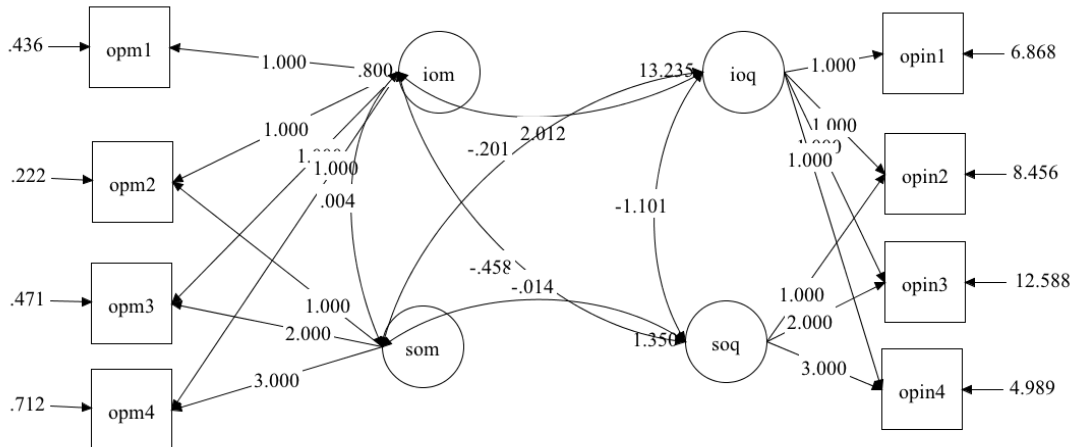 .436
opm1
1.000
.800
iom
13.235
ioq
1.000
opin1
6.868
1.000
2.012
1.000
-.201
1.000
1.000
.222
opm2
.004
-1.101
opin2
8.456
-.458
-.014
.471
opm3
1.000
1.000
opin3
12.588
2.000
2.000
som
1.350
soq
3.000
3.000
.712
opm4
opin4
4.989